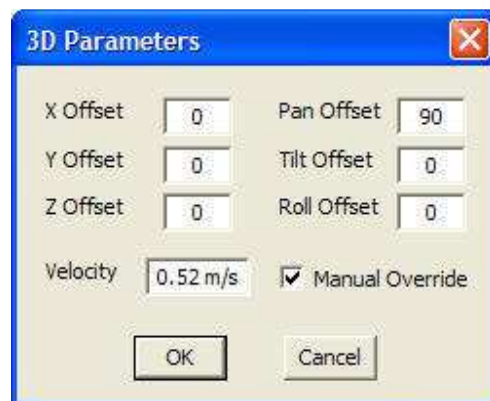 3D Parameters
X Offset 0 Pan Offset 90
Y Offset 0 Tilt Offset 0
Z Offset 0 Roll Offset 0
Velocity 0.52 m/s Manual Override
OK Cancel